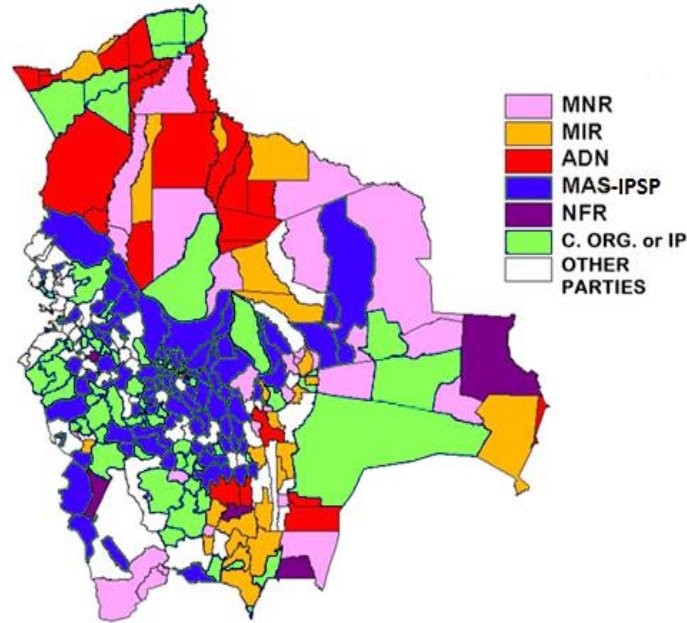 MNR
MIR
ADN
MAS-IPSP
NFR
C. ORG. or IP
OTHER
PARTIES